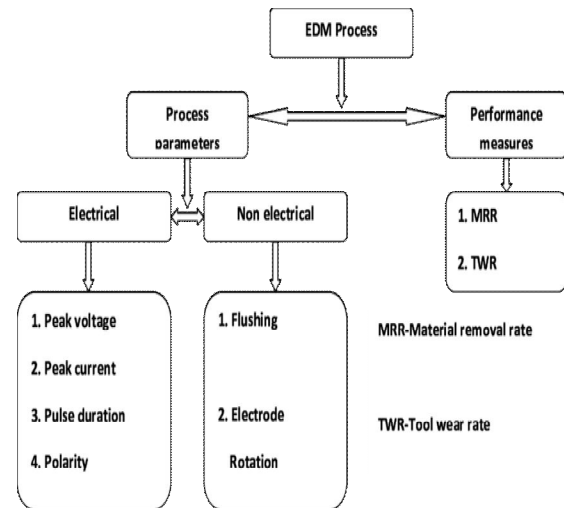 EDM Process
Process
parameters
Performance
measures
Electrical
Non electrical
1. MRR
2. TWR
1. Peak voltage
2. Peak current
3. Pulse duration
4. Polarity
1. Flushing
2. Electrode
Rotation
MRR-Material removal rate
TWR-Tool wear rate